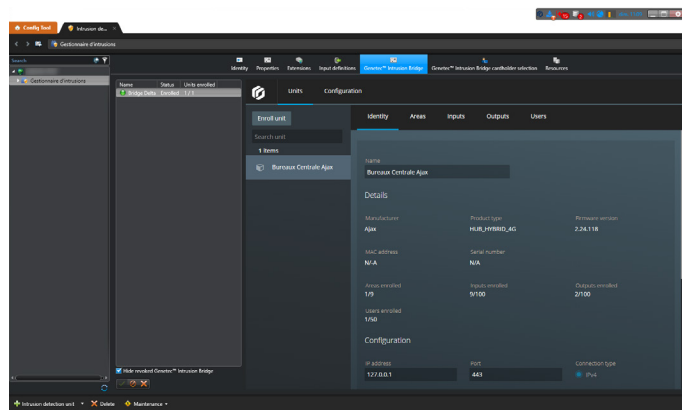 Config Tool
Intrusion de...
Gestionnaire d'intrusions
Search
Gestionnaire d'intrusions
Identity Properties Extensions Input definitions Genetec™ Intrusion Bridge Genetec™ Intrusion Bridge cardholder selection Resources
Name Status Units enrolled
Bridge Delta Enrolled 1 / 1
Units Configuration
Enroll unit
Search unit
1 items
Bureaux Centrale Ajax
Identity Areas Inputs Outputs Users
Name
Bureaux Centrale Ajax
Details
Manufacturer Product type Firmware version
Ajax HUB_HYBRID_4G 2.24.118
MAC address Serial number
N/-A N/A
Areas enrolled Inputs enrolled Outputs enrolled
1/9 9/100 2/100
Users enrolled
1/50
Configuration
IP address Port Connection type
127.0.0.1 443 IPv4
Hide revoked Genetec™ Intrusion Bridge
Intrusion detection unit Delete Maintenance